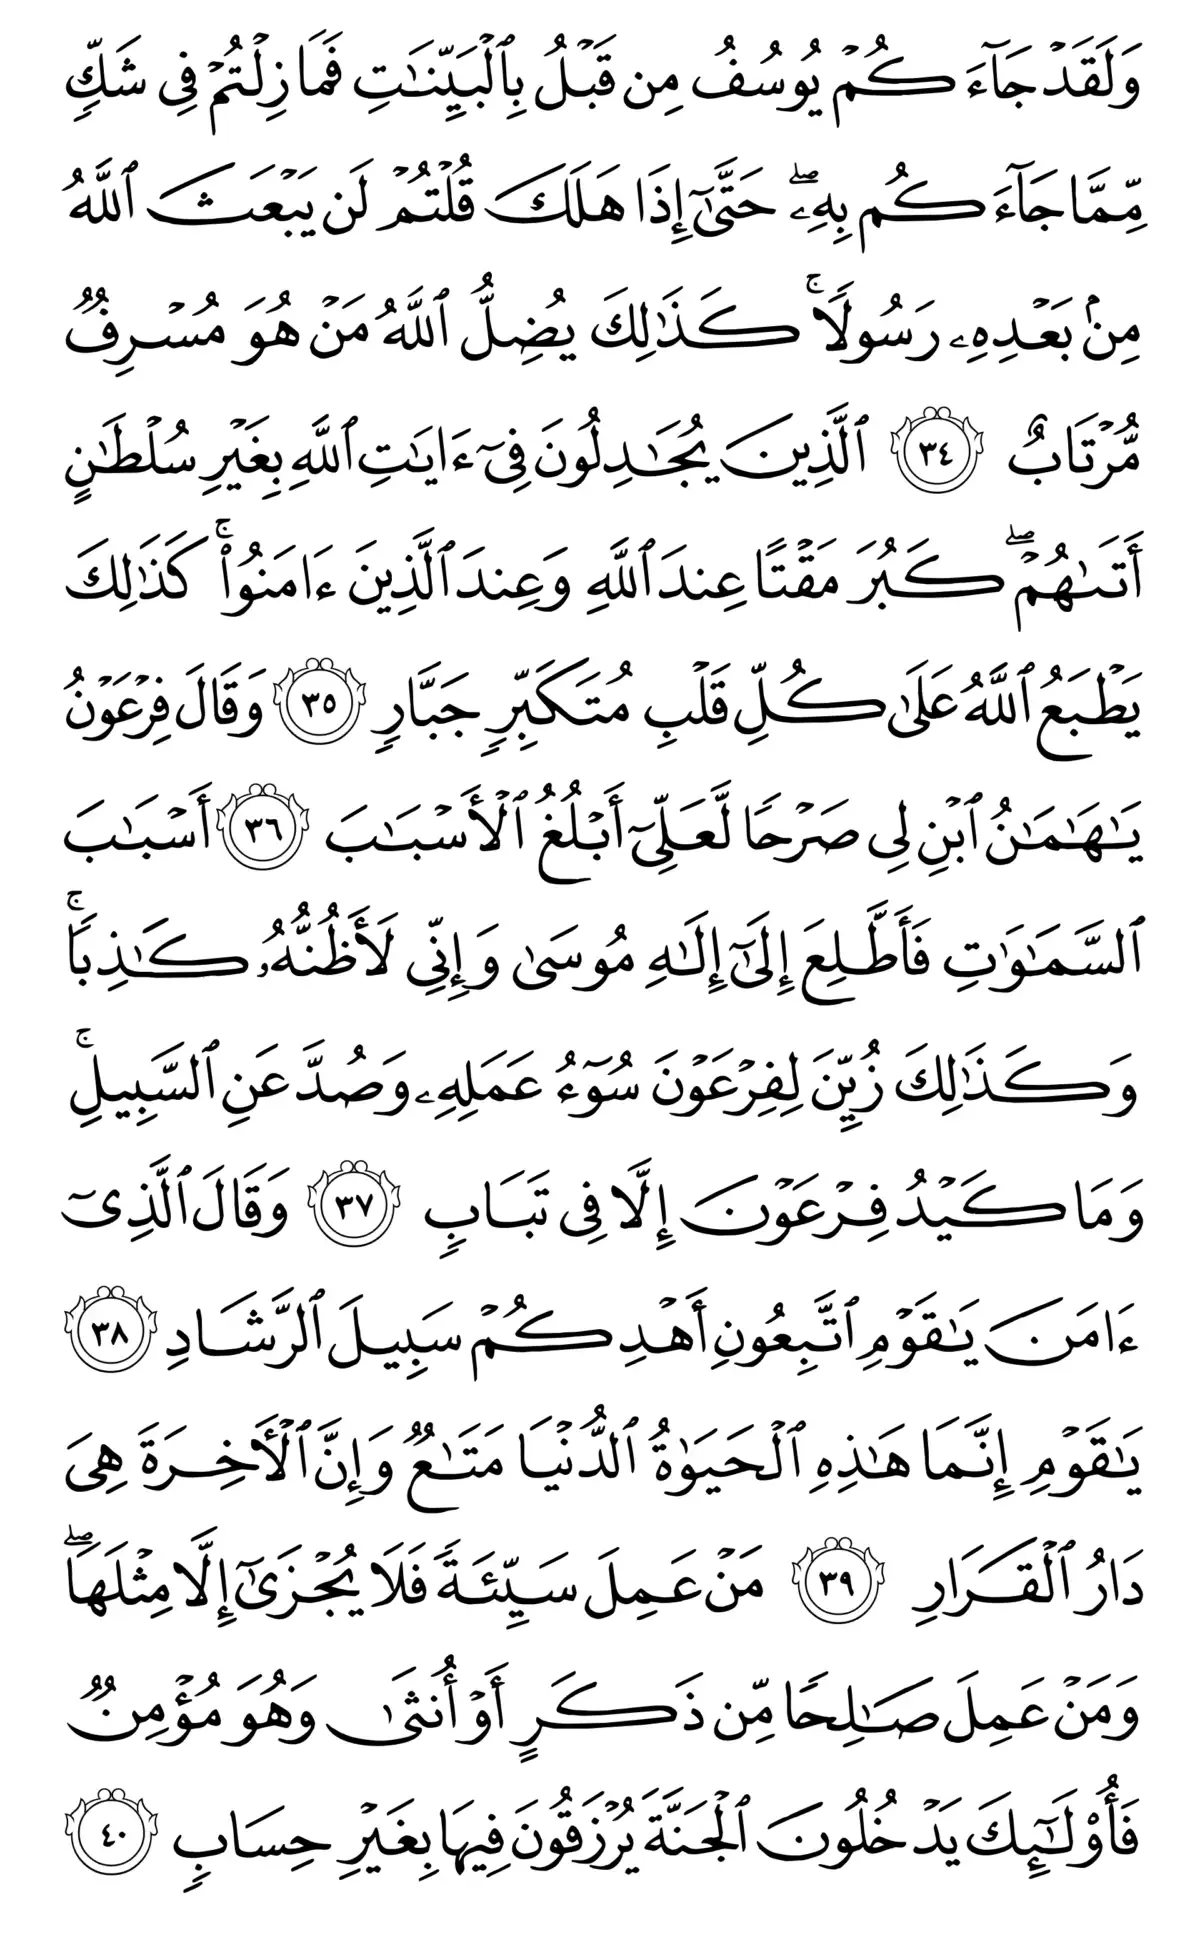 وَلَقَدۡ جَآءَكُمۡ يُوسُفُ مِن قَبۡلُ بِٱلۡبَيِّنَٰتِ فَمَا زِلۡتُمۡ فِي شَكّٖ
مِّمَّا جَآءَكُم بِهِۦۖ حَتَّىٰٓ إِذَا هَلَكَ قُلۡتُمۡ لَن يَبۡعَثَ ٱللَّهُ
مِنۢ بَعۡدِهِۦ رَسُولٗاۚ كَذَٰلِكَ يُضِلُّ ٱللَّهُ مَنۡ هُوَ مُسۡرِفٞ
مُّرۡتَابٌ ٣٤ ٱلَّذِينَ يُجَٰدِلُونَ فِيٓ ءَايَٰتِ ٱللَّهِ بِغَيۡرِ سُلۡطَٰنٍ
أَتَىٰهُمۡۖ كَبُرَ مَقۡتًا عِندَ ٱللَّهِ وَعِندَ ٱلَّذِينَ ءَامَنُواْۚ كَذَٰلِكَ
يَطۡبَعُ ٱللَّهُ عَلَىٰ كُلِّ قَلۡبِ مُتَكَبِّرٖ جَبَّارٖ ٣٥ وَقَالَ فِرۡعَوۡنُ
يَٰهَٰمَٰنُ ٱبۡنِ لِي صَرۡحٗا لَّعَلِّيٓ أَبۡلُغُ ٱلۡأَسۡبَٰبَ ٣٦ أَسۡبَٰبَ
ٱلسَّمَٰوَٰتِ فَأَطَّلِعَ إِلَىٰٓ إِلَٰهِ مُوسَىٰ وَإِنِّي لَأَظُنُّهُۥ كَٰذِبٗاۚ
وَكَذَٰلِكَ زُيِّنَ لِفِرۡعَوۡنَ سُوٓءُ عَمَلِهِۦ وَصُدَّ عَنِ ٱلسَّبِيلِۚ
وَمَا كَيۡدُ فِرۡعَوۡنَ إِلَّا فِي تَبَابٖ ٣٧ وَقَالَ ٱلَّذِيٓ
ءَامَنَ يَٰقَوۡمِ ٱتَّبِعُونِ أَهۡدِكُمۡ سَبِيلَ ٱلرَّشَادِ ٣٨
يَٰقَوۡمِ إِنَّمَا هَٰذِهِ ٱلۡحَيَوٰةُ ٱلدُّنۡيَا مَتَٰعٞ وَإِنَّ ٱلۡأٓخِرَةَ هِيَ
دَارُ ٱلۡقَرَارِ ٣٩ مَنۡ عَمِلَ سَيِّئَةٗ فَلَا يُجۡزَىٰٓ إِلَّا مِثۡلَهَاۖ
وَمَنۡ عَمِلَ صَٰلِحٗا مِّن ذَكَرٍ أَوۡ أُنثَىٰ وَهُوَ مُؤۡمِنٞ
فَأُوْلَٰٓئِكَ يَدۡخُلُونَ ٱلۡجَنَّةَ يُرۡزَقُونَ فِيهَا بِغَيۡرِ حِسَابٖ ٤٠